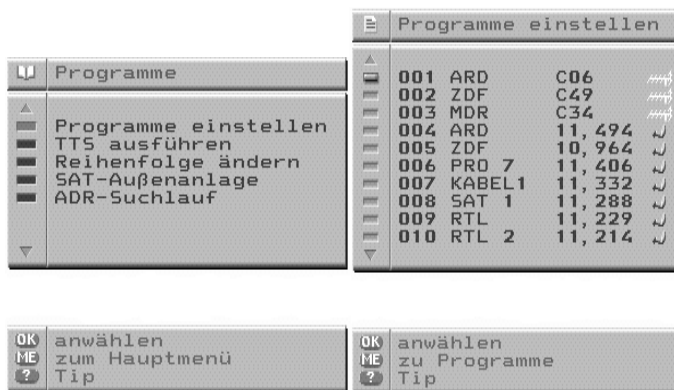 Programme
Programme einstellen
TTS ausführen
Reihenfolge ändern
SAT-Außenanlage
ADR-Suchlauf
OK anwählen
ME zum Hauptmenü
? Tip
Programme einstellen
001 ARD C06
002 ZDF C49
003 MDR C34
004 ARD 11,494
005 ZDF 10,964
006 PRO 7 11,406
007 KABEL1 11,332
008 SAT 1 11,288
009 RTL 11,229
010 RTL 2 11,214
OK anwählen
ME zu Programme
? Tip